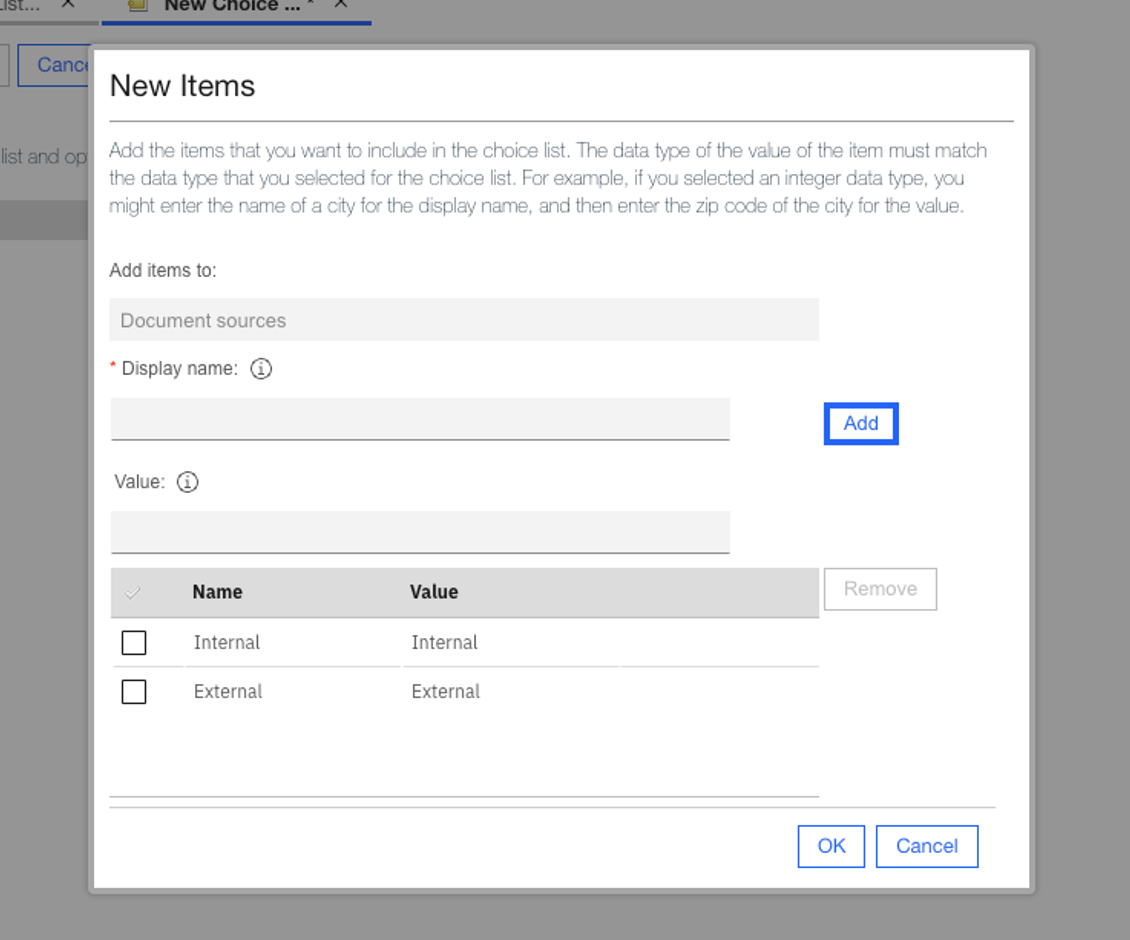 New Choice ... *
New Items
Add the items that you want to include in the choice list. The data type of the value of the item must match
the data type that you selected for the choice list. For example, if you selected an integer data type, you
might enter the name of a city for the display name, and then enter the zip code of the city for the value.
list and
Add items to:
Document sources
* Display name:
Add
Value:
Name Value Remove
Internal Internal
External External
OK Cancel